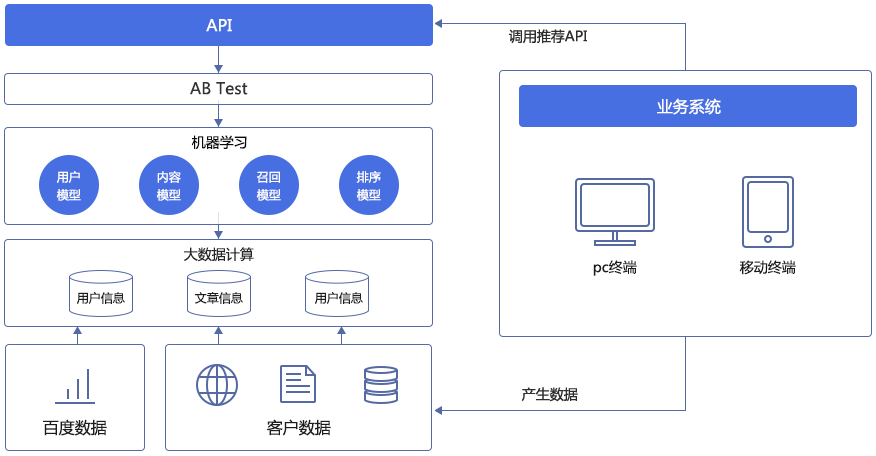 API
调用推荐API
AB Test
业务系统
机器学习
用户
模型
内容
模型
召回
模型
排序
模型
大数据计算
用户信息
文章信息
用户信息
pc终端
移动终端
百度数据
客户数据
产生数据